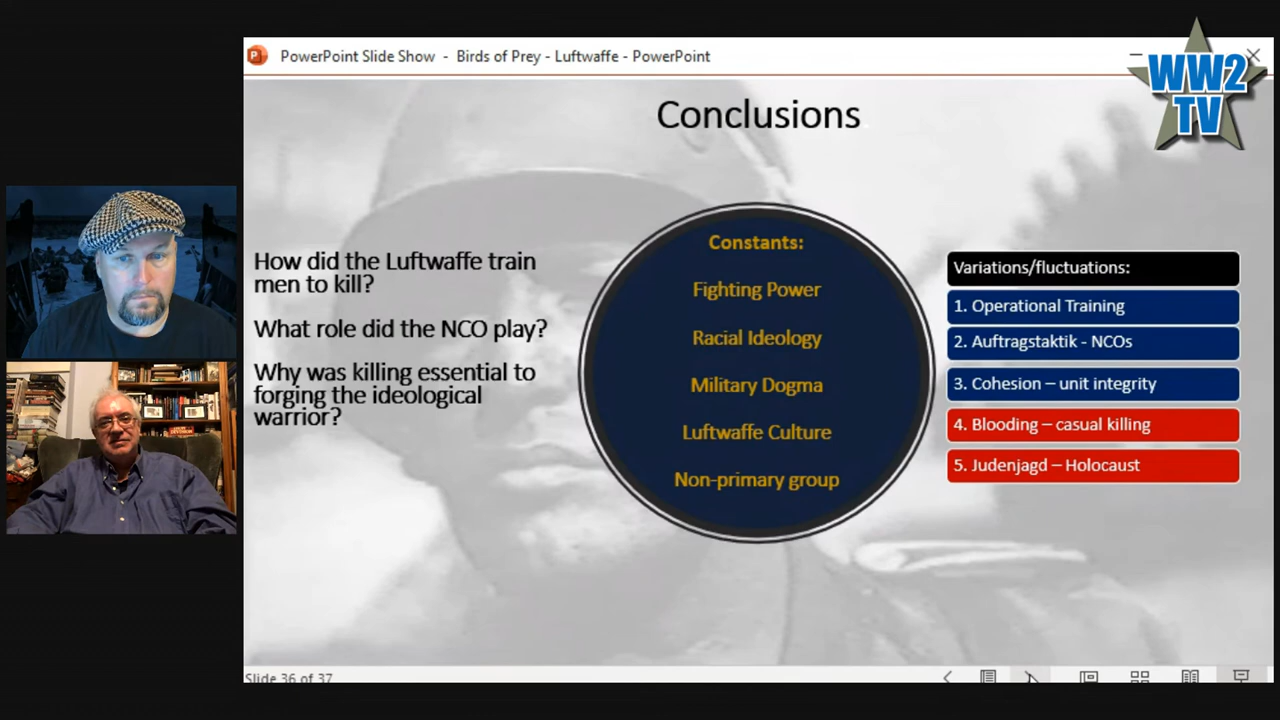 PowerPoint Slide Show - Birds of Prey - Luftwaffe - PowerPoint
WW2
TV
Conclusions
How did the Luftwaffe train
men to kill?
What role did the NCO play?
Why was killing essential to
forging the ideological
warrior?
Constants:
Fighting Power
Racial Ideology
Military Dogma
Luftwaffe Culture
Non-primary group
Variations/fluctuations:
1. Operational Training
2. Auftragstaktik - NCOs
3. Cohesion – unit integrity
4. Blooding – casual killing
5. Judenjagd – Holocaust
Slide 36 of 37